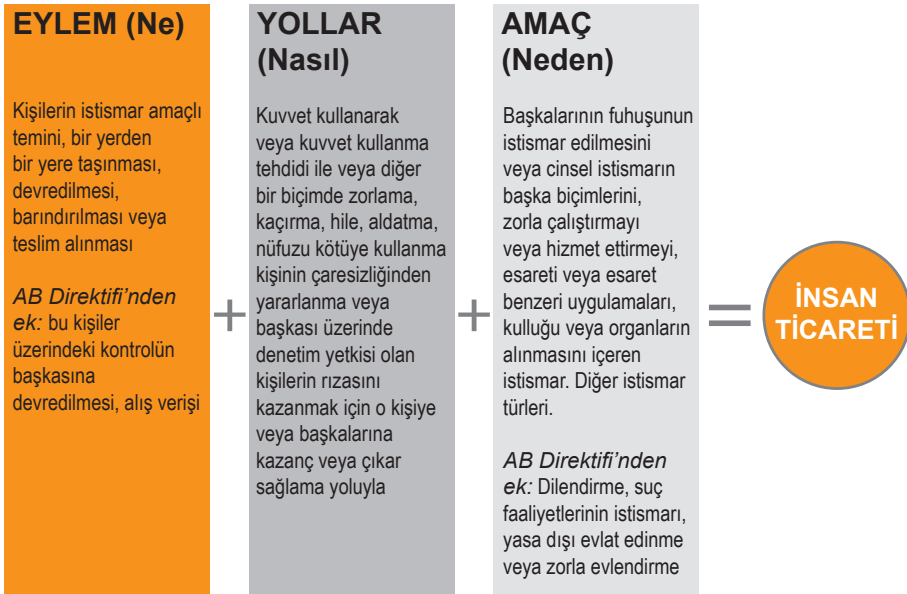 EYLEM (Ne)
Kişilerin istismar amaçlı
temini, bir yerden
bir yere taşınması,
devredilmesi,
barındırılması veya
teslim alınması
AB Direktifi’nden
ek: bu kişiler
üzerindeki kontrolün
başkasına
devredilmesi, alış verişi
+
YOLLAR
(Nasıl)
Kuvvet kullanarak
veya kuvvet kullanma
tehdidi ile veya diğer
bir biçimde zorlama,
kaçırma, hile, aldatma,
nüfuzu kötüye kullanma
kişinin çaresizliğinden
yararlanma veya
başkası üzerinde
denetim yetkisi olan
kişilerin rızasını
kazanmak için o kişiye
veya başkalarına
kazanç veya çıkar
sağlama yoluyla
+
AMAÇ
(Neden)
Başkalarının fuhuşunun
istismar edilmesini
veya cinsel istismarın
başka biçimlerini,
zorla çalıştırmayı
veya hizmet ettirmeyi,
esareti veya esaret
benzeri uygulamaları,
kulluğu veya organların
alınmasını içeren
istismar. Diğer istismar
türleri.
AB Direktifi’nden
ek: Dilendirme, suç
faaliyetlerinin istismarı,
yasa dışı evlat edinme
veya zorla evlendirme
=
İNSAN
TİCARETİ